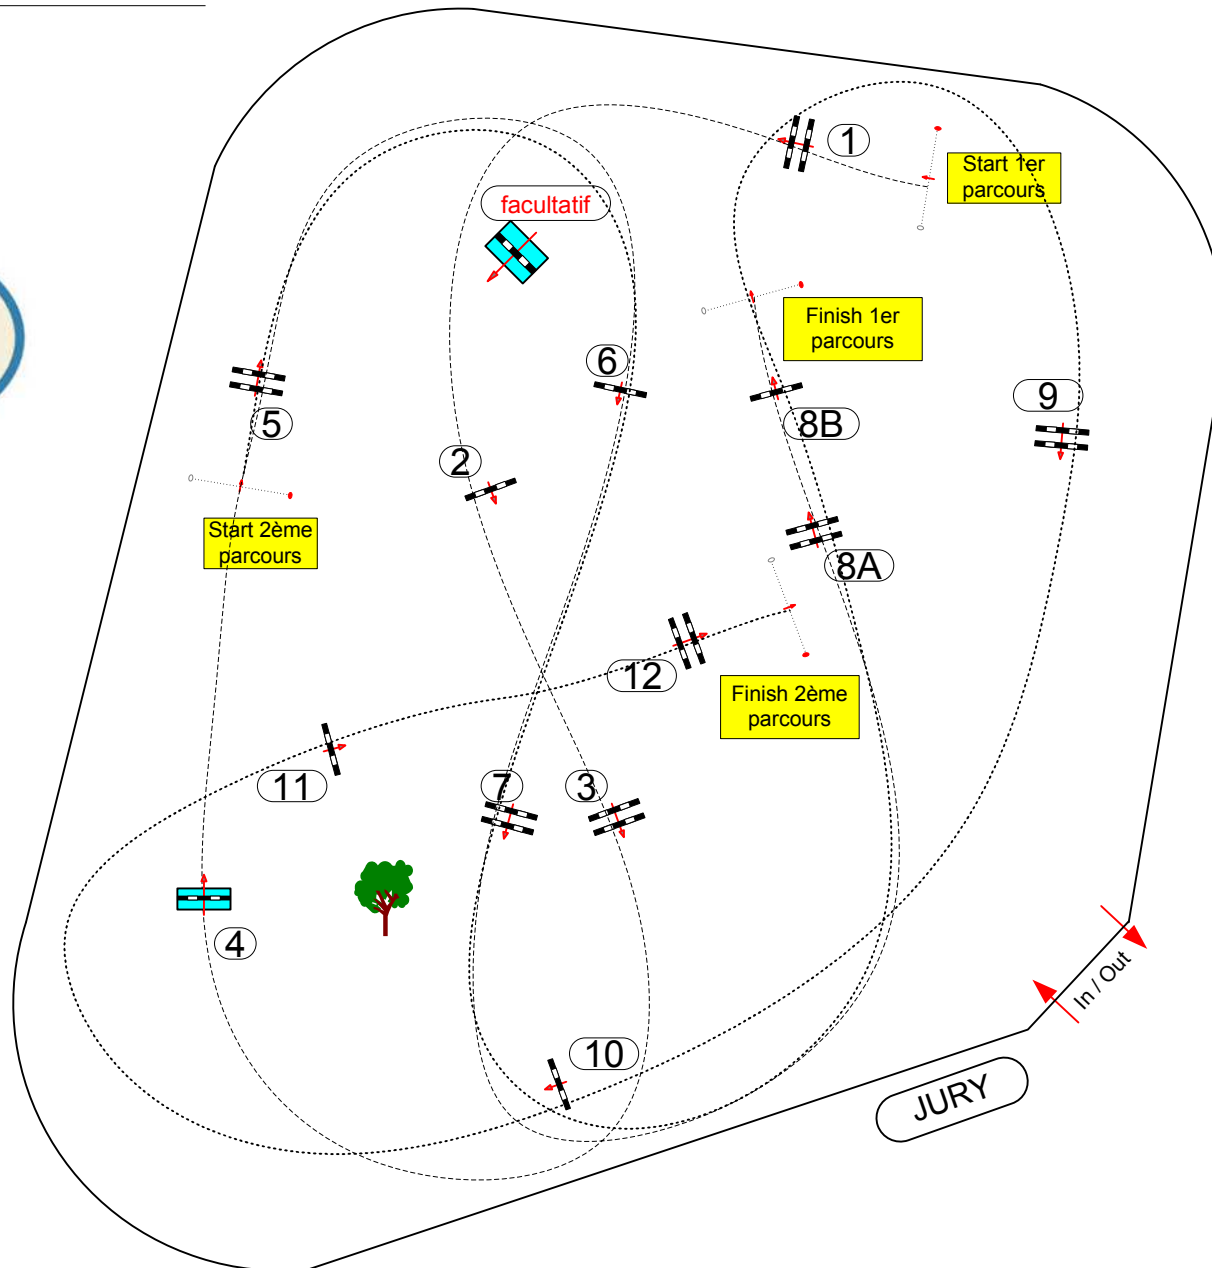 1
Start 1er
parcours
facultatif
Finish 1er
parcours
6
5
8B
9
2
Start 2ème
parcours
8A
12
Finish 2ème
parcours
11
7
3
4
In / Out
10
JURY